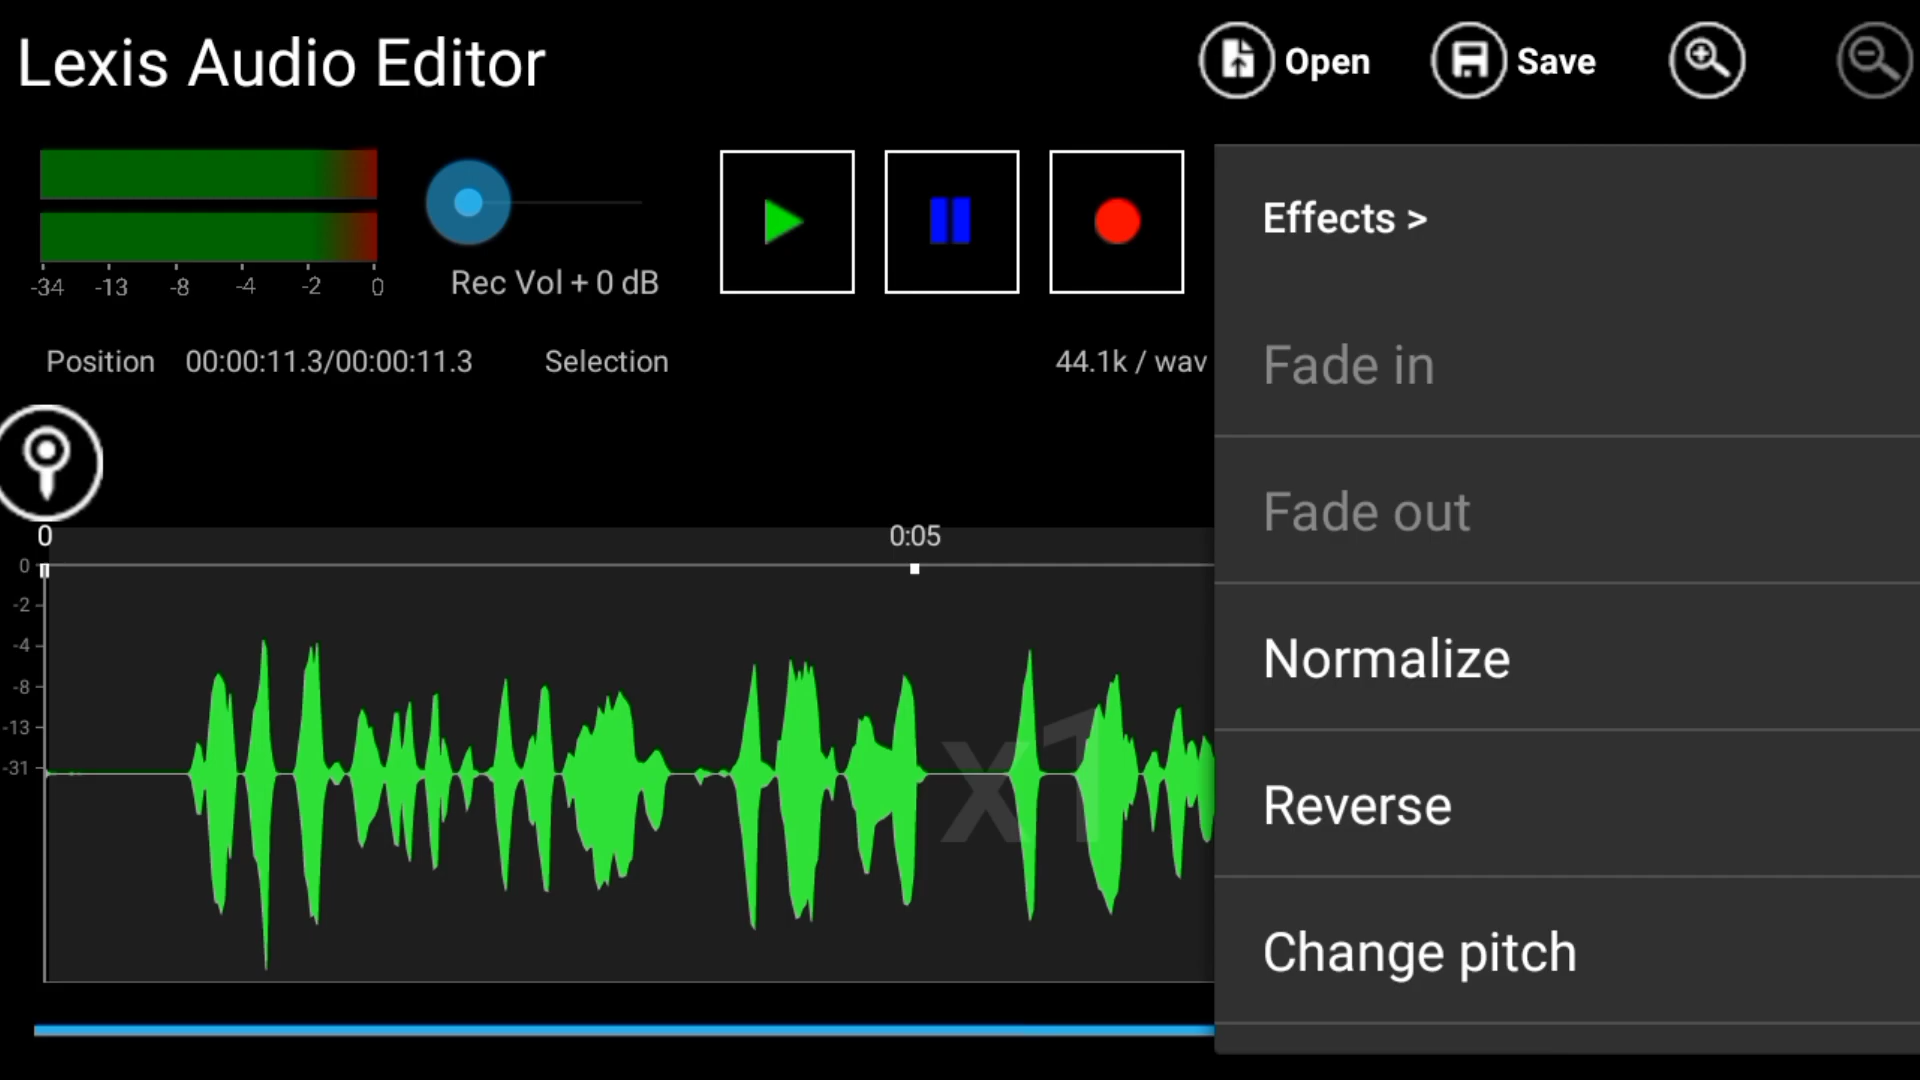 Lexis Audio Editor
Open
Save
-34 -13 -8 -4 -2 0
Rec Vol + 0 dB
Position 00:00:11.3/00:00:11.3 Selection 44.1k / wav
0 0:05
0
-2
-4
-8
-13
-31
x1
Effects >
Fade in
Fade out
Normalize
Reverse
Change pitch